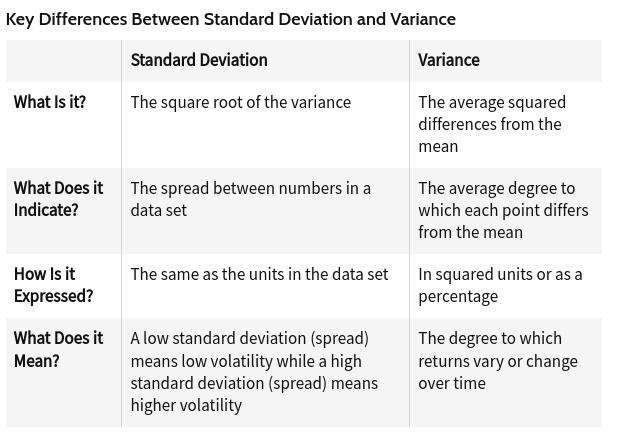 Key Differences Between Standard Deviation and Variance
Standard Deviation
Variance
What Is it?
The square root of the variance
The average squared
differences from the
mean
What Does it
Indicate?
The spread between numbers in a
data set
The average degree to
which each point differs
from the mean
How Is it
Expressed?
The same as the units in the data set
In squared units or as a
percentage
What Does it
Mean?
A low standard deviation (spread)
means low volatility while a high
standard deviation (spread) means
higher volatility
The degree to which
returns vary or change
over time